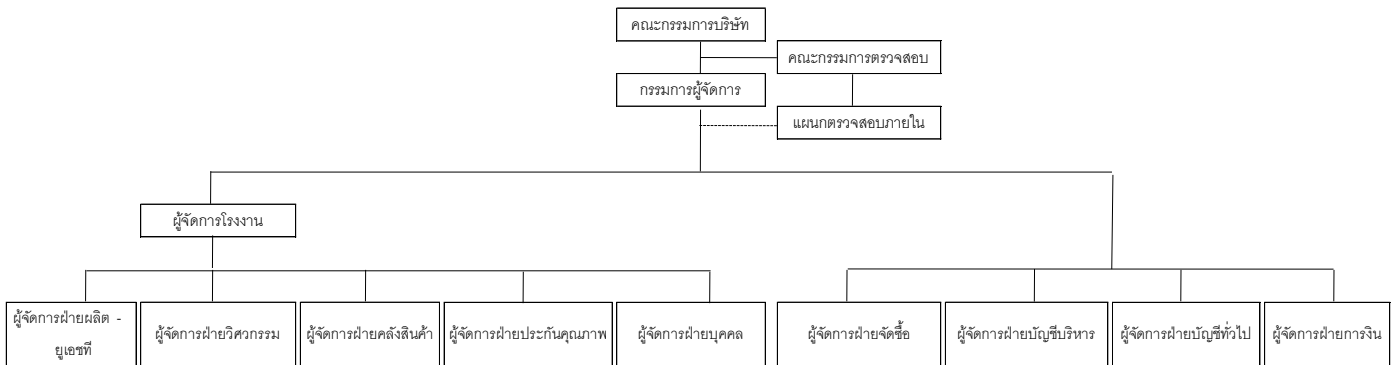 คณะกรรมการบริษัท
คณะกรรมการตรวจสอบ
กรรมการผู้จัดการ
แผนกตรวจสอบภายใน
ผู้จัดการโรงงาน
ผู้จัดการฝ่ายผลิต -
ยูเอชที
ผู้จัดการฝ่ายวิศวกรรม
ผู้จัดการฝ่ายคลังสินค้า
ผู้จัดการฝ่ายประกันคุณภาพ
ผู้จัดการฝ่ายบุคคล
ผู้จัดการฝ่ายจัดซื้อ
ผู้จัดการฝ่ายบัญชีบริหาร
ผู้จัดการฝ่ายบัญชีทั่วไป
ผู้จัดการฝ่ายการเงิน